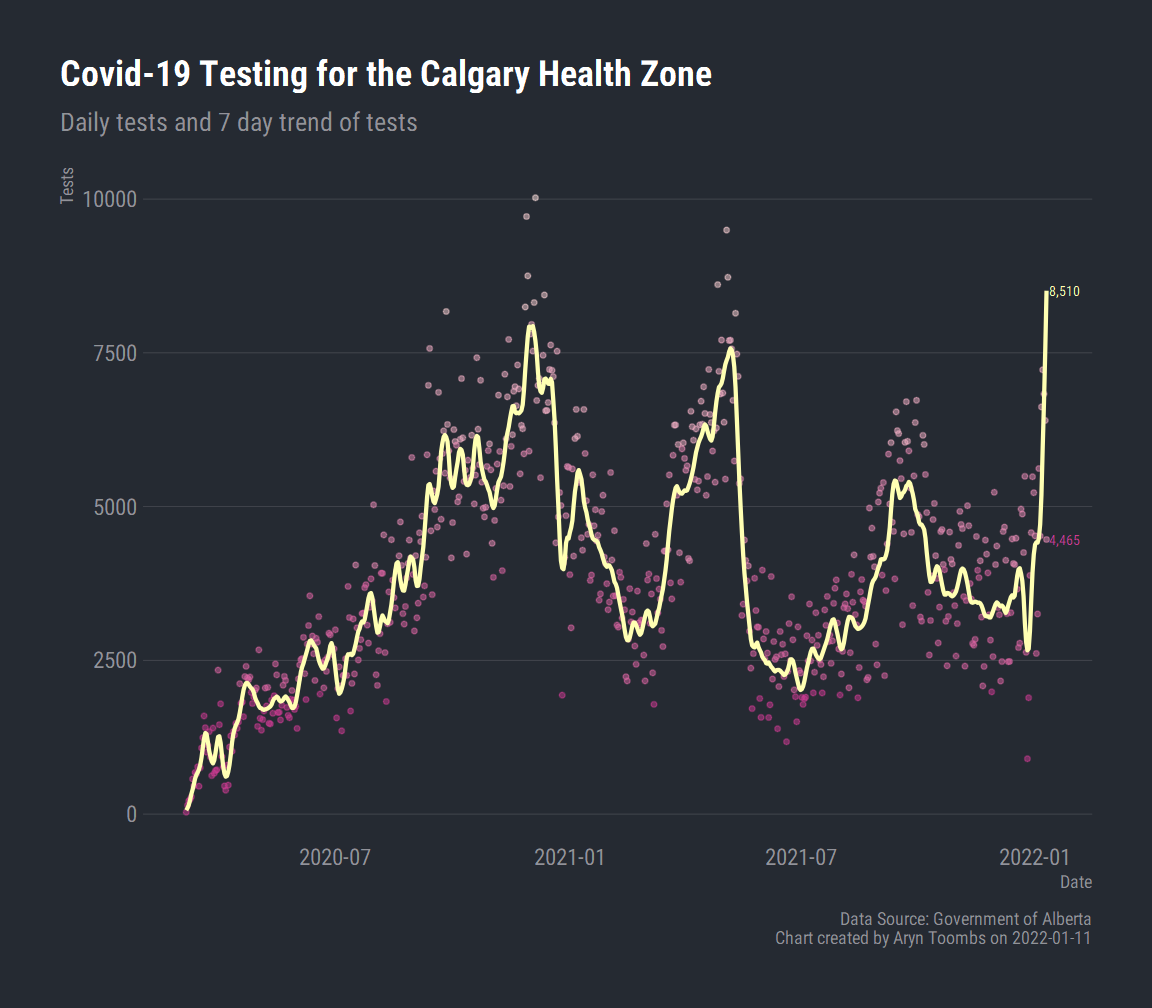 Covid-19 Testing for the Calgary Health Zone
Daily tests and 7 day trend of tests
Tests
10000
7500
5000
2500
0
8,510
4,465
2020-07
2021-01
2021-07
2022-01
Date
Data Source: Government of Alberta
Chart created by Aryn Toombs on 2022-01-11